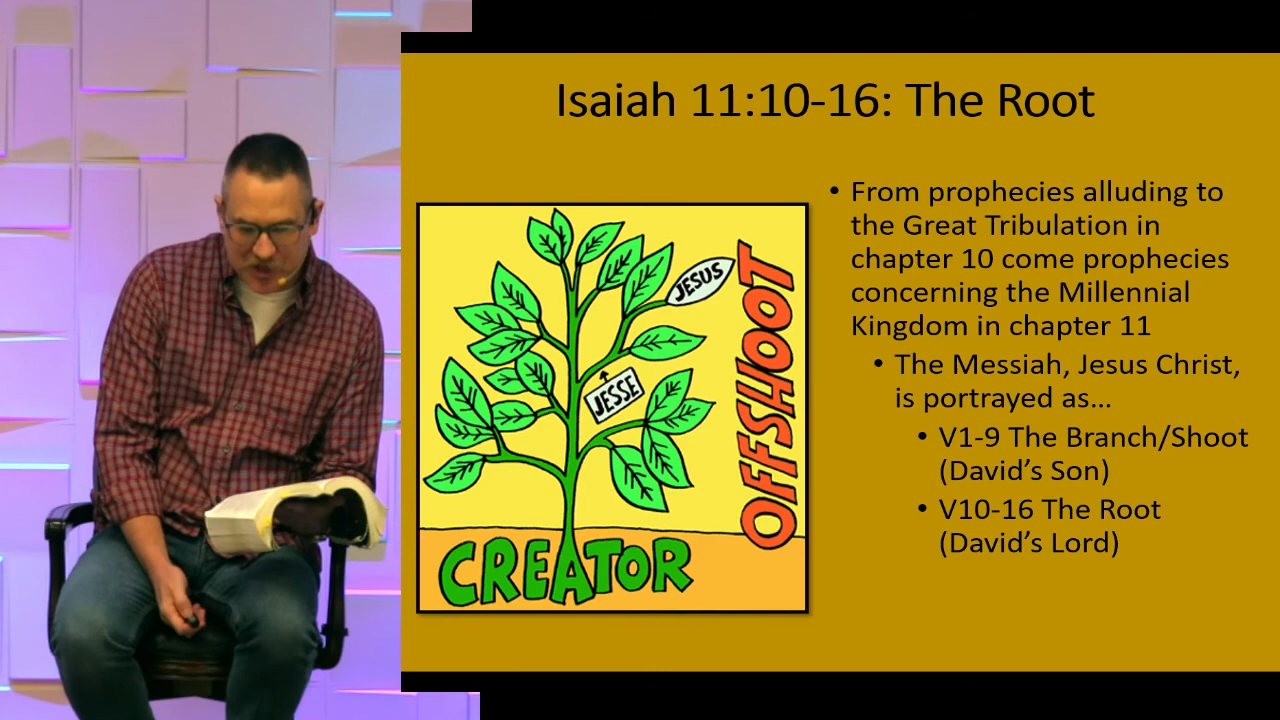 Isaiah 11:10-16: The Root
• From prophecies alluding to
the Great Tribulation in
chapter 10 come prophecies
concerning the Millennial
Kingdom in chapter 11
• The Messiah, Jesus Christ,
is portrayed as…
• V1-9 The Branch/Shoot
(David's Son)
• V10-16 The Root
(David's Lord)
JESUS
JESSE
OFFSHOOT
CREATOR